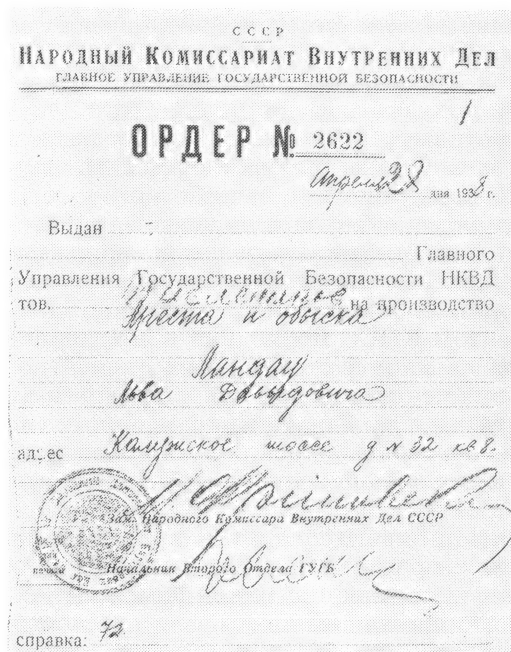 СССР
НАРОДНЫЙ КОМИССАРИАТ ВНУТРЕННИХ ДЕЛ
ГЛАВНОЕ УПРАВЛЕНИЕ ГОСУДАРСТВЕННОЙ БЕЗОПАСНОСТИ
1
ОРДЕР № 2622
Апреля 28 дня 1938 г.
Выдан
Главного
Управления Государственной Безопасности НКВД
тов. на производство
Ареста и обыска
Ландау
Льва Давыдовича
адрес Калужское шоссе д № 32 кв 8.
Зам. Народного Комиссара Внутренних Дел СССР
печать Начальник Второго Отдела ГУГБ
справка: 72